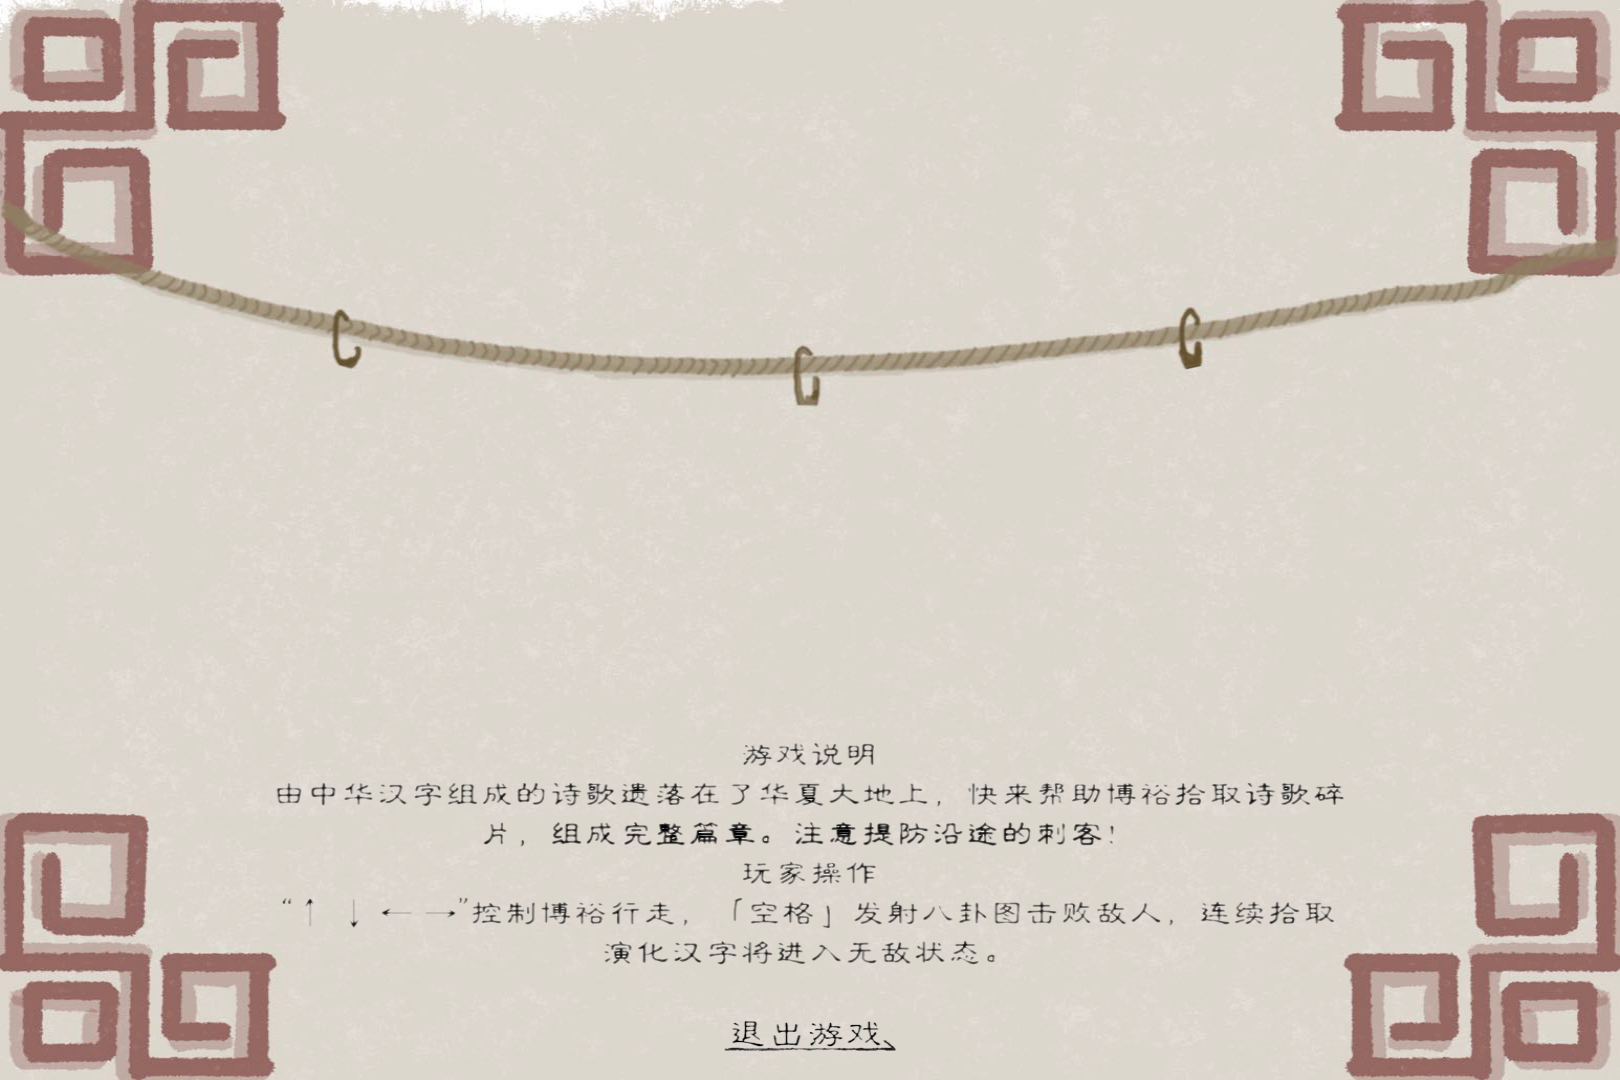 游戏说明
由中华汉字组成的诗歌遗落在了华夏大地上，快来帮助博裕拾取诗歌碎
片，组成完整篇章。注意提防沿途的刺客！
玩家操作
“↑ ↓ ← →”控制博裕行走，「空格」发射八卦图击败敌人，连续拾取
演化汉字将进入无敌状态。
退出游戏